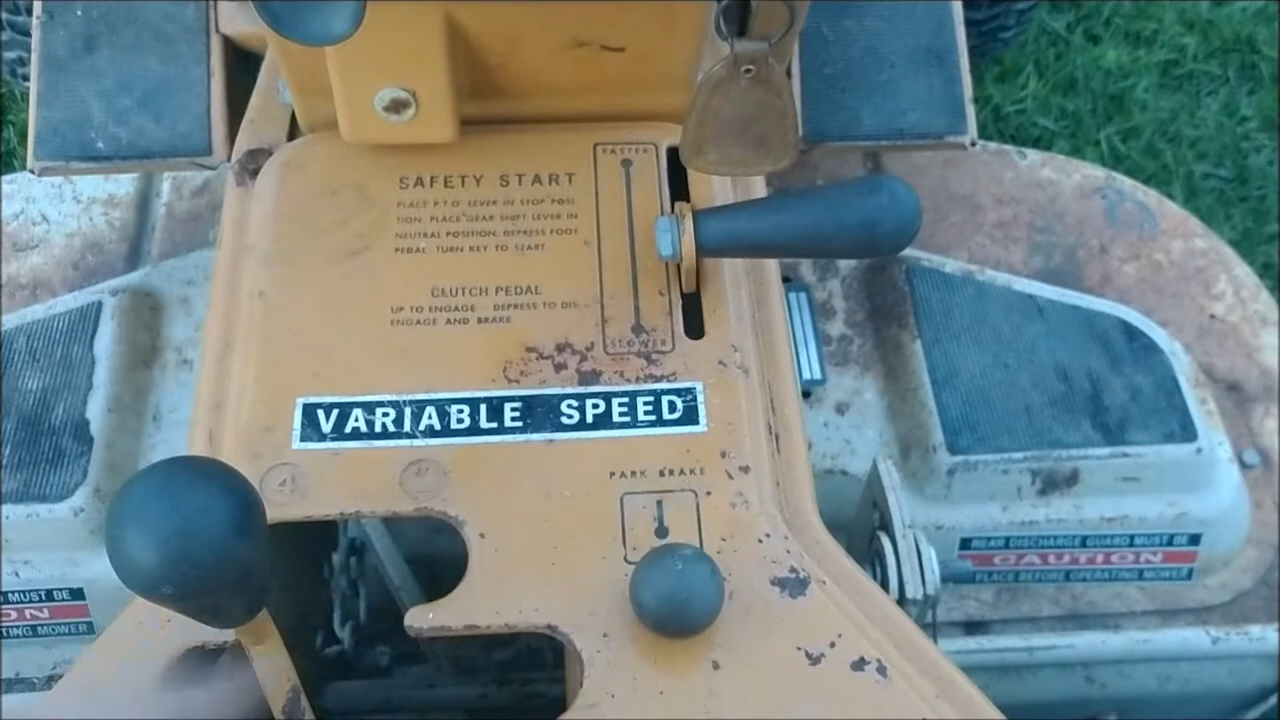 FASTER
SAFETY START
PLACE P.T.O. LEVER IN STOP POSI-
TION. PLACE GEAR SHIFT LEVER IN
NEUTRAL POSITION, DEPRESS FOOT
PEDAL. TURN KEY TO START
CLUTCH PEDAL
UP TO ENGAGE DEPRESS TO DIS-
ENGAGE AND BRAKE
SLOWER
VARIABLE SPEED
4
PARK BRAKE
REAR DISCHARGE GUARD MUST BE
CAUTION
PLACE BEFORE OPERATING MOWER
MUST BE
ON
TING MOWER